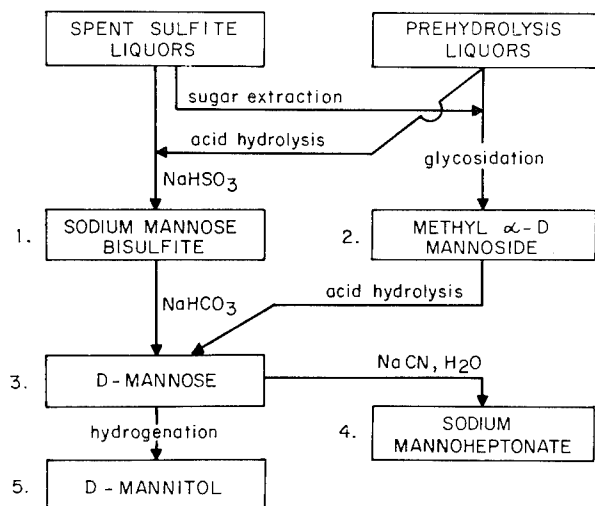 SPENT SULFITE
LIQUORS
PREHYDROLYSIS
LIQUORS
sugar extraction
acid hydrolysis
glycosidation
NaHSO3
1.
SODIUM MANNOSE
BISULFITE
2.
METHYL α-D
MANNOSIDE
NaHCO3
acid hydrolysis
3.
D-MANNOSE
NaCN, H2O
hydrogenation
4.
SODIUM
MANNOHEPTONATE
5.
D-MANNITOL